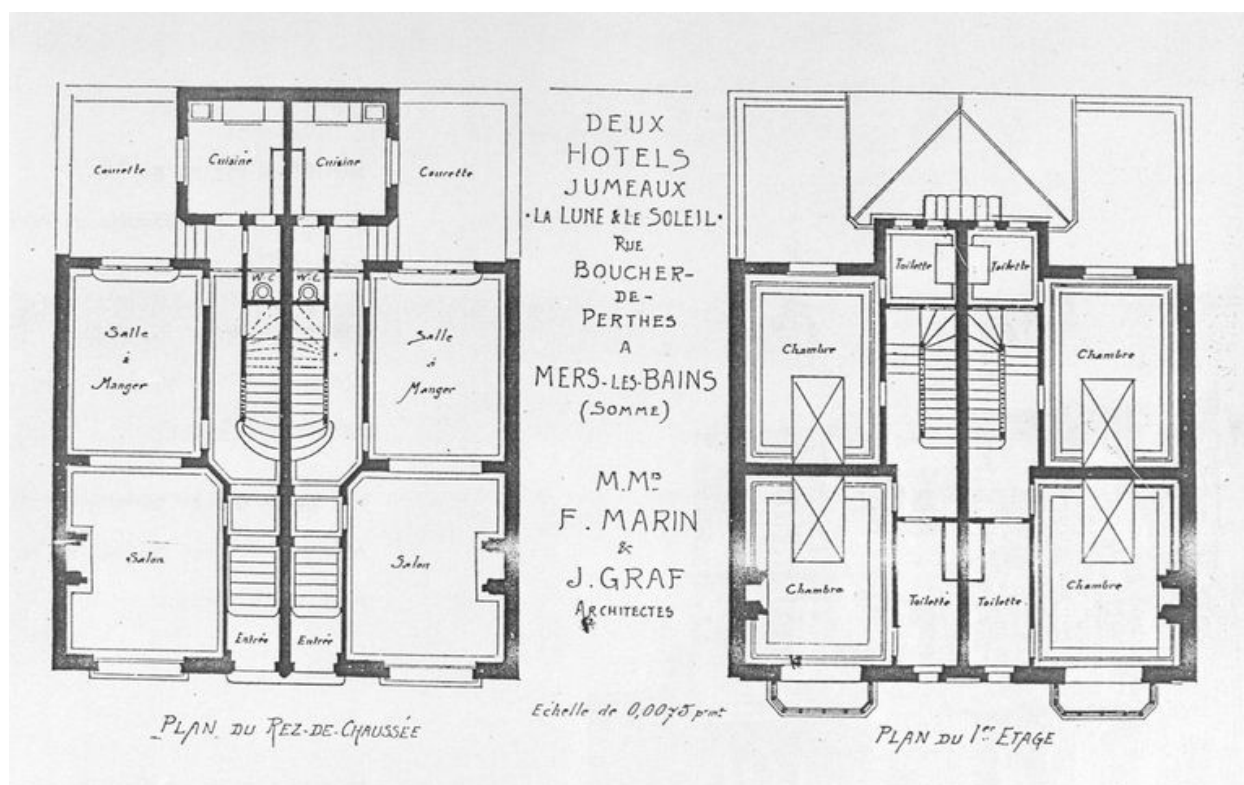 Courette
Cuisine
Cuisine
Courette
W.C.
W.C.
Salle
à
Manger
Salle
à
Manger
Salon
Salon
Entrée
Entrée
PLAN DU REZ-DE-CHAUSSÉE
DEUX
HOTELS
JUMEAUX
·LA LUNE & LE SOLEIL·
RUE
BOUCHER-
DE-
PERTHES
A
MERS-LES-BAINS
(SOMME)
M.Mrs
F. MARIN
&
J. GRAF
ARCHITECTES
Echelle de 0,0075 p.mt
Toilette
Toilette
Chambre
Chambre
Chambre
Chambre
Toilette
Toilette
PLAN DU 1er ETAGE